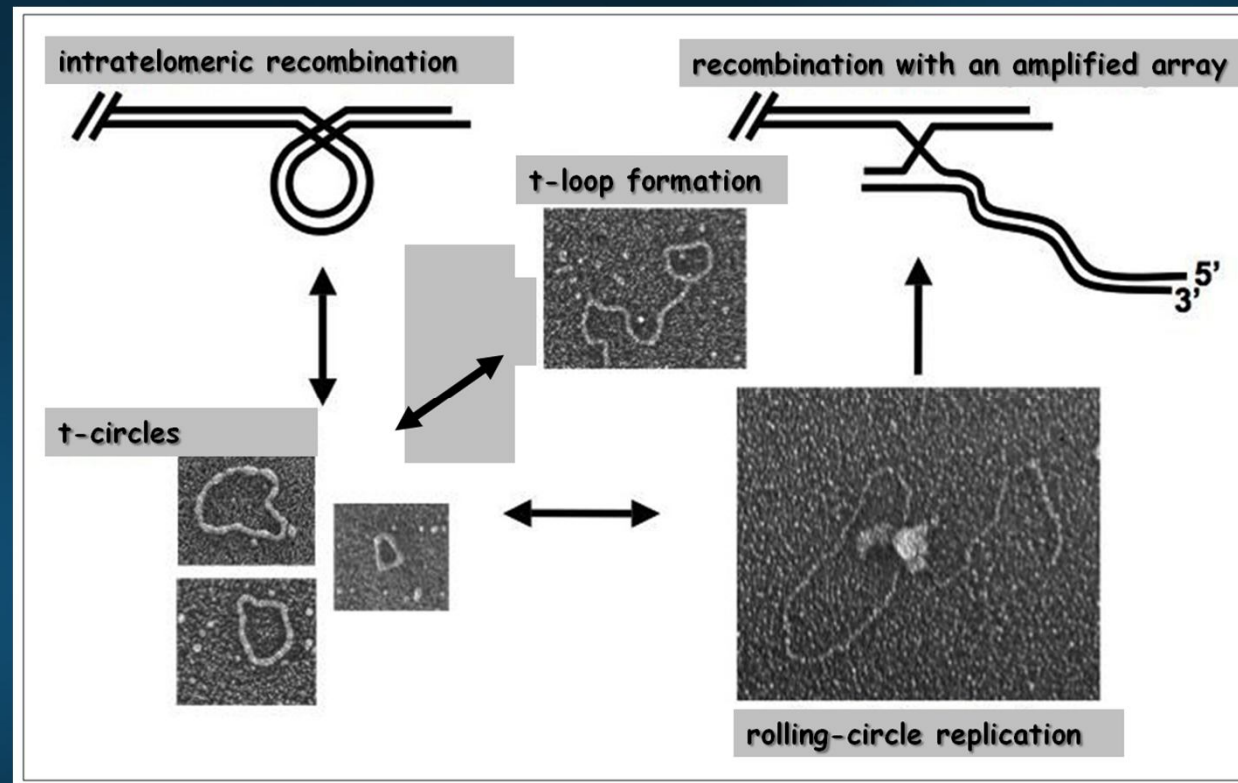 intratelomeric recombination
recombination with an amplified array
t-loop formation
5’
3’
t-circles
rolling-circle replication